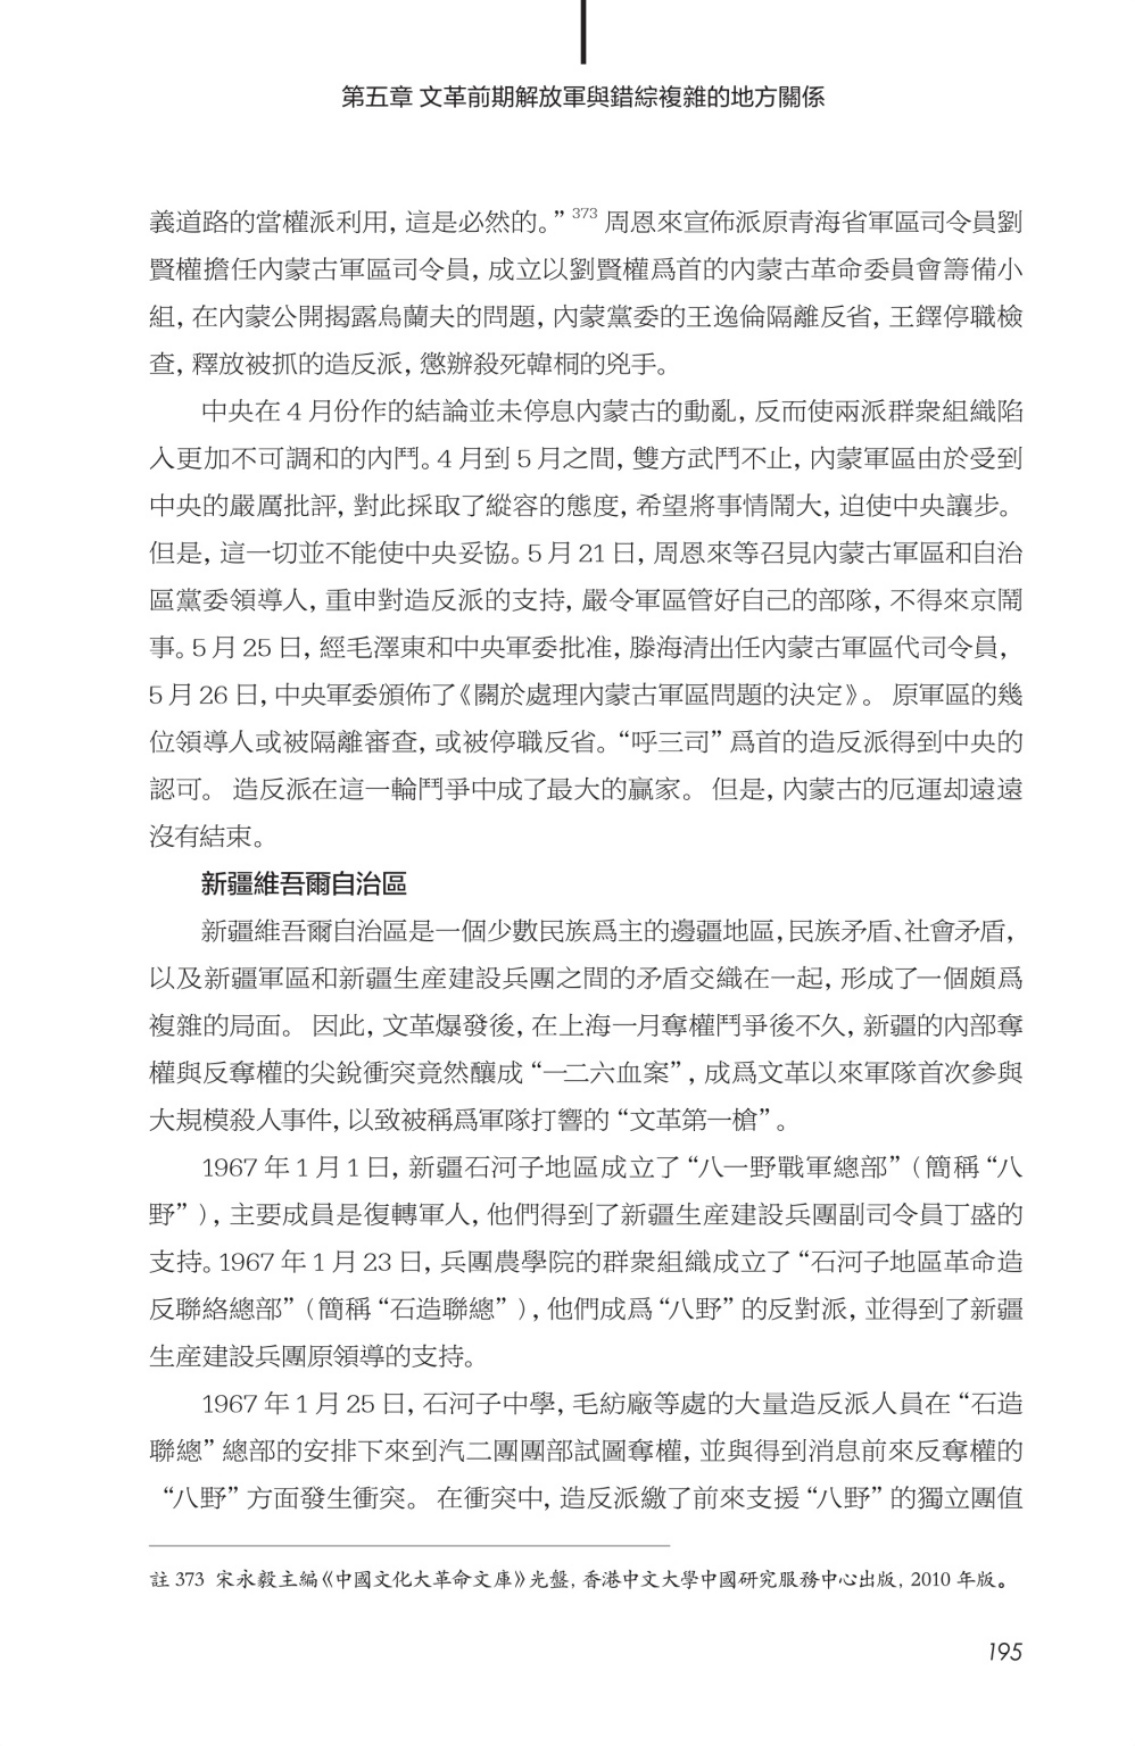 第五章 文革前期解放軍與錯綜複雜的地方關係
義道路的當權派利用，這是必然的。” 373 周恩來宣佈派原青海省軍區司令員劉
賢權擔任內蒙古軍區司令員，成立以劉賢權爲首的內蒙古革命委員會籌備小
組，在內蒙公開揭露烏蘭夫的問題，內蒙黨委的王逸倫隔離反省，王鐸停職檢
查，釋放被抓的造反派，懲辦殺死韓桐的兇手。
中央在 4 月份作的結論並未停息內蒙古的動亂，反而使兩派群衆組織陷
入更加不可調和的內鬥。4 月到 5 月之間，雙方武鬥不止，內蒙軍區由於受到
中央的嚴厲批評，對此採取了縱容的態度，希望將事情鬧大，迫使中央讓步。
但是，這一切並不能使中央妥協。5 月 21 日，周恩來等召見內蒙古軍區和自治
區黨委領導人，重申對造反派的支持，嚴令軍區管好自己的部隊，不得來京鬧
事。5 月 25 日，經毛澤東和中央軍委批准，滕海清出任內蒙古軍區代司令員，
5 月 26 日，中央軍委頒佈了《關於處理內蒙古軍區問題的決定》。 原軍區的幾
位領導人或被隔離審查，或被停職反省。“呼三司” 爲首的造反派得到中央的
認可。 造反派在這一輪鬥爭中成了最大的贏家。 但是，內蒙古的厄運却遠遠
沒有結束。
新疆維吾爾自治區
新疆維吾爾自治區是一個少數民族爲主的邊疆地區，民族矛盾、社會矛盾，
以及新疆軍區和新疆生産建設兵團之間的矛盾交織在一起，形成了一個頗爲
複雜的局面。 因此，文革爆發後，在上海一月奪權鬥爭後不久，新疆的內部奪
權與反奪權的尖銳衝突竟然釀成 “一二六血案”，成爲文革以來軍隊首次參與
大規模殺人事件，以致被稱爲軍隊打響的 “文革第一槍”。
1967 年 1 月 1 日，新疆石河子地區成立了 “八一野戰軍總部”（簡稱 “八
野”），主要成員是復轉軍人，他們得到了新疆生産建設兵團副司令員丁盛的
支持。1967 年 1 月 23 日，兵團農學院的群衆組織成立了 “石河子地區革命造
反聯絡總部”（簡稱 “石造聯總”），他們成爲 “八野” 的反對派，並得到了新疆
生産建設兵團原領導的支持。
1967 年 1 月 25 日，石河子中學，毛紡廠等處的大量造反派人員在 “石造
聯總” 總部的安排下來到汽二團團部試圖奪權，並與得到消息前來反奪權的
“八野” 方面發生衝突。 在衝突中，造反派繳了前來支援 “八野” 的獨立團值
註 373 宋永毅主編《中國文化大革命文庫》光盤，香港中文大學中國研究服務中心出版，2010 年版。
195